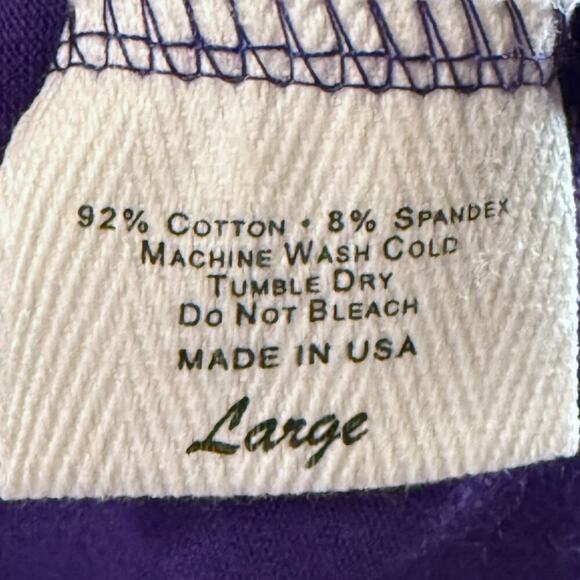 92% COTTON • 8% SPANDEX
MACHINE WASH COLD
TUMBLE DRY
DO NOT BLEACH
MADE IN USA
Large